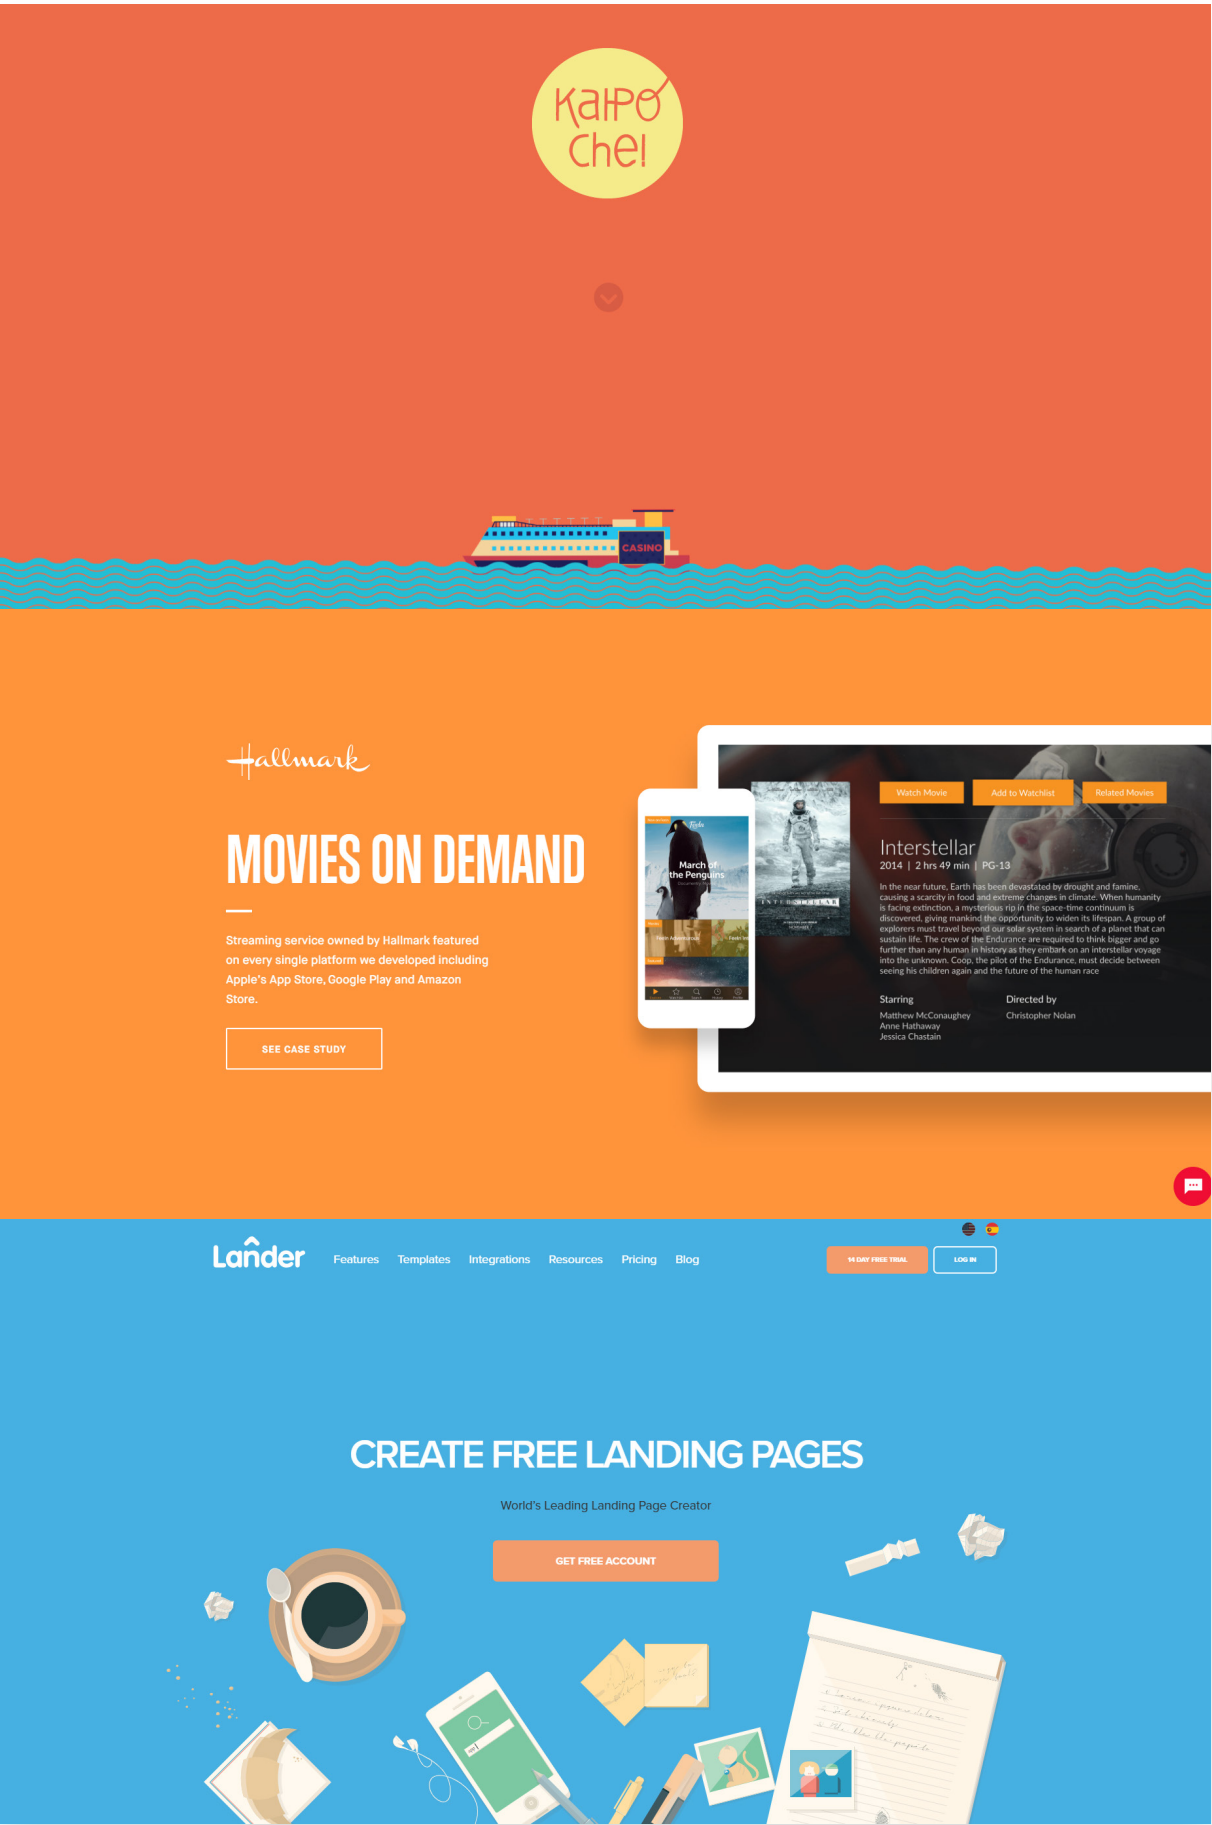 KaiPO
che!
CASINO
Hallmark
MOVIES ON DEMAND
Streaming service owned by Hallmark featured
on every single platform we developed including
Apple's App Store, Google Play and Amazon
Store.
SEE CASE STUDY
March of
the Penguins
INTERSTELLAR
Watch Movie
Add to Watchlist
Related Movies
Interstellar
2014 | 2 hrs 49 min | PG-13
In the near future, Earth has been devastated by drought and famine,
causing a scarcity in food and extreme changes in climate. When humanity
is facing extinction, a mysterious rip in the space-time continuum is
discovered, giving mankind the opportunity to widen its lifespan. A group of
explorers must travel beyond our solar system in search of a planet that can
sustain life. The crew of the Endurance are required to think bigger and go
further than any human in history as they embark on an interstellar voyage
into the unknown. Coop, the pilot of the Endurance, must decide between
seeing his children again and the future of the human race
Starring
Directed by
Matthew McConaughey
Christopher Nolan
Anne Hathaway
Jessica Chastain
Lander
Features Templates Integrations Resources Pricing Blog
14 DAY FREE TRIAL
LOG IN
CREATE FREE LANDING PAGES
World's Leading Landing Page Creator
GET FREE ACCOUNT